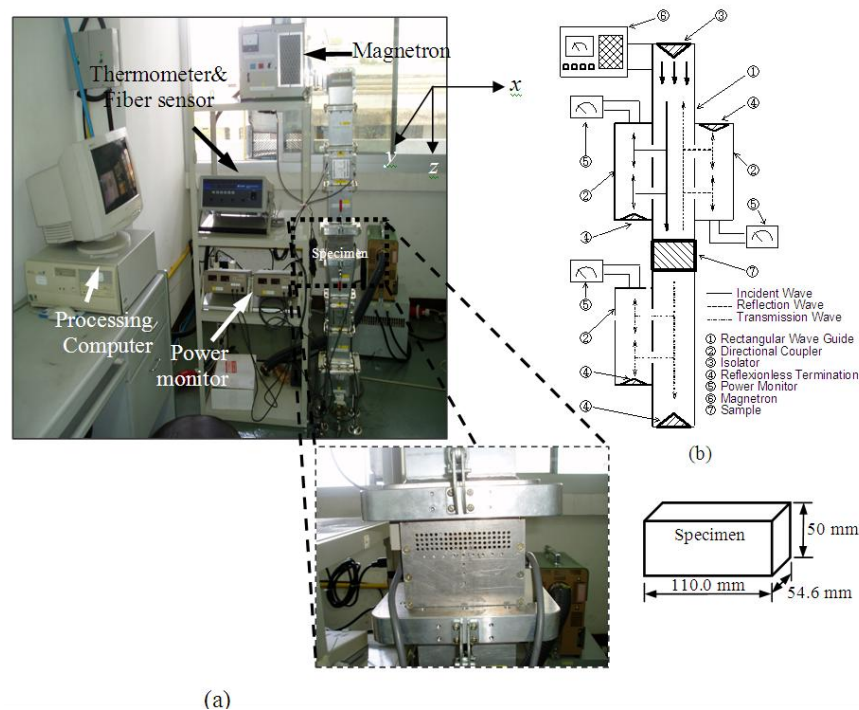 Magnetron
Thermometer&
Fiber sensor
x
y
z
Specimen
Processing
Computer
Power
monitor
(a)
⑥
③
①
④
⑤
②
②
⑤
④
⑦
⑤
②
④
④
Incident Wave
Reflection Wave
Transmission Wave
① Rectangular Wave Guide
② Directional Coupler
③ Isolator
④ Reflexionless Termination
⑤ Power Monitor
⑥ Magnetron
⑦ Sample
(b)
Specimen
50 mm
110.0 mm
54.6 mm